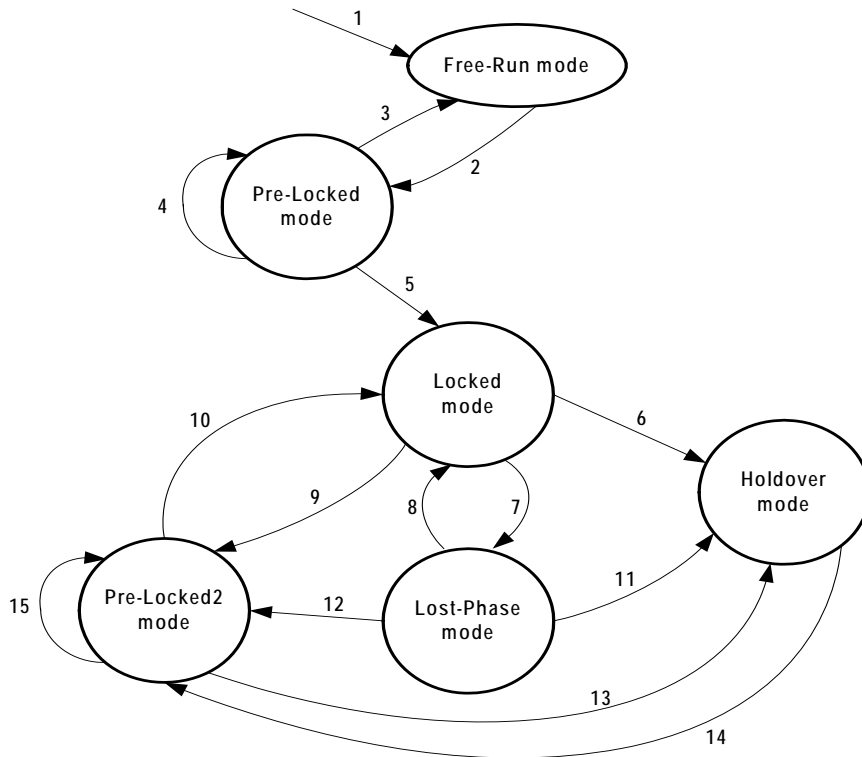 1
Free-Run mode
3
2
Pre-Locked
mode
4
5
Locked
mode
10
6
Holdover
mode
9
8
7
11
Pre-Locked2
mode
15
12
Lost-Phase
mode
13
14